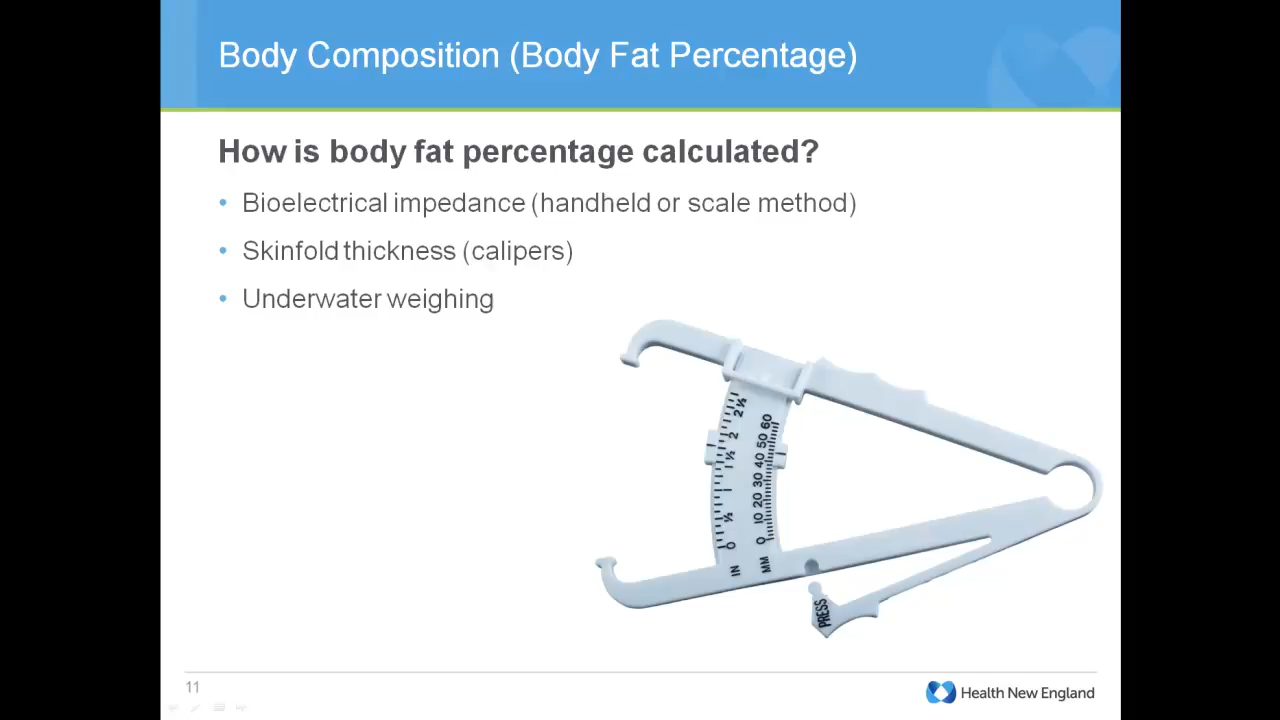 Body Composition (Body Fat Percentage)
How is body fat percentage calculated?
• Bioelectrical impedance (handheld or scale method)
• Skinfold thickness (calipers)
• Underwater weighing
2½
2
1½
1
½
0
IN
60
50
40
30
20
10
0
MM
PRESS
11
Health New England